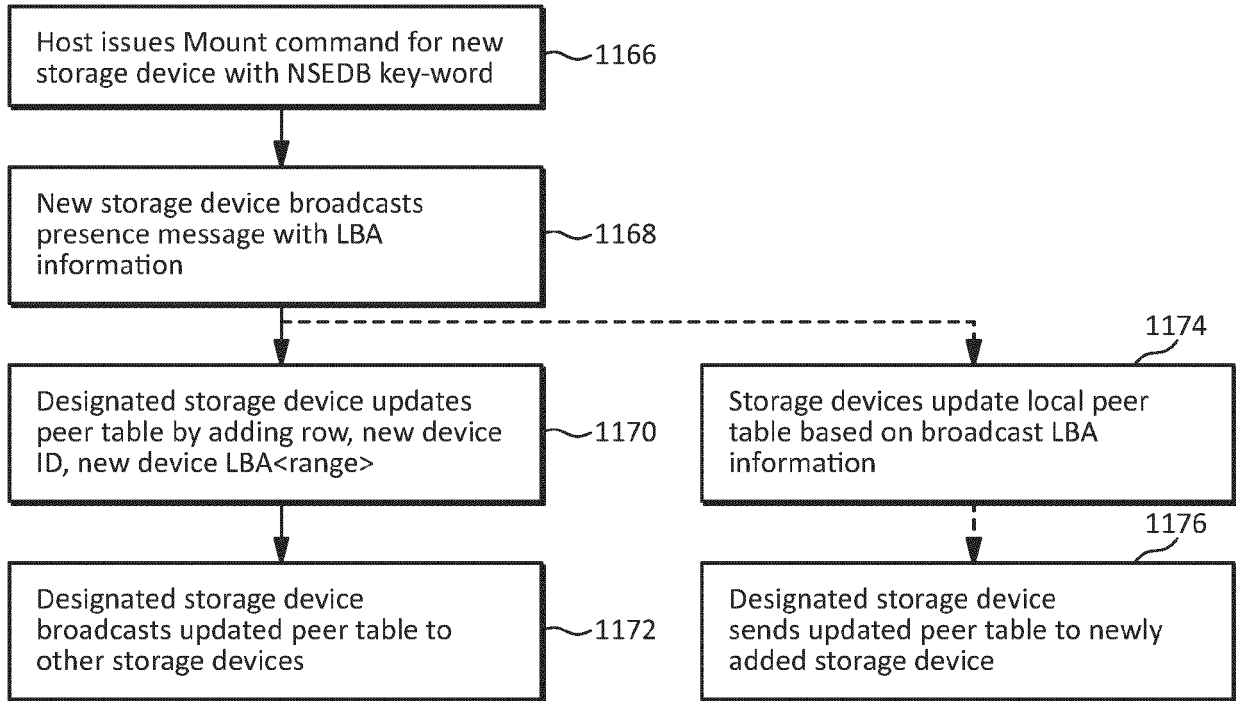 Host issues Mount command for new
storage device with NSEDB key-word
1166
New storage device broadcasts
presence message with LBA
information
1168
Designated storage device updates
peer table by adding row, new device
ID, new device LBA<range>
1170
Designated storage device
broadcasts updated peer table to
other storage devices
1172
1174
Storage devices update local peer
table based on broadcast LBA
information
1176
Designated storage device
sends updated peer table to newly
added storage device